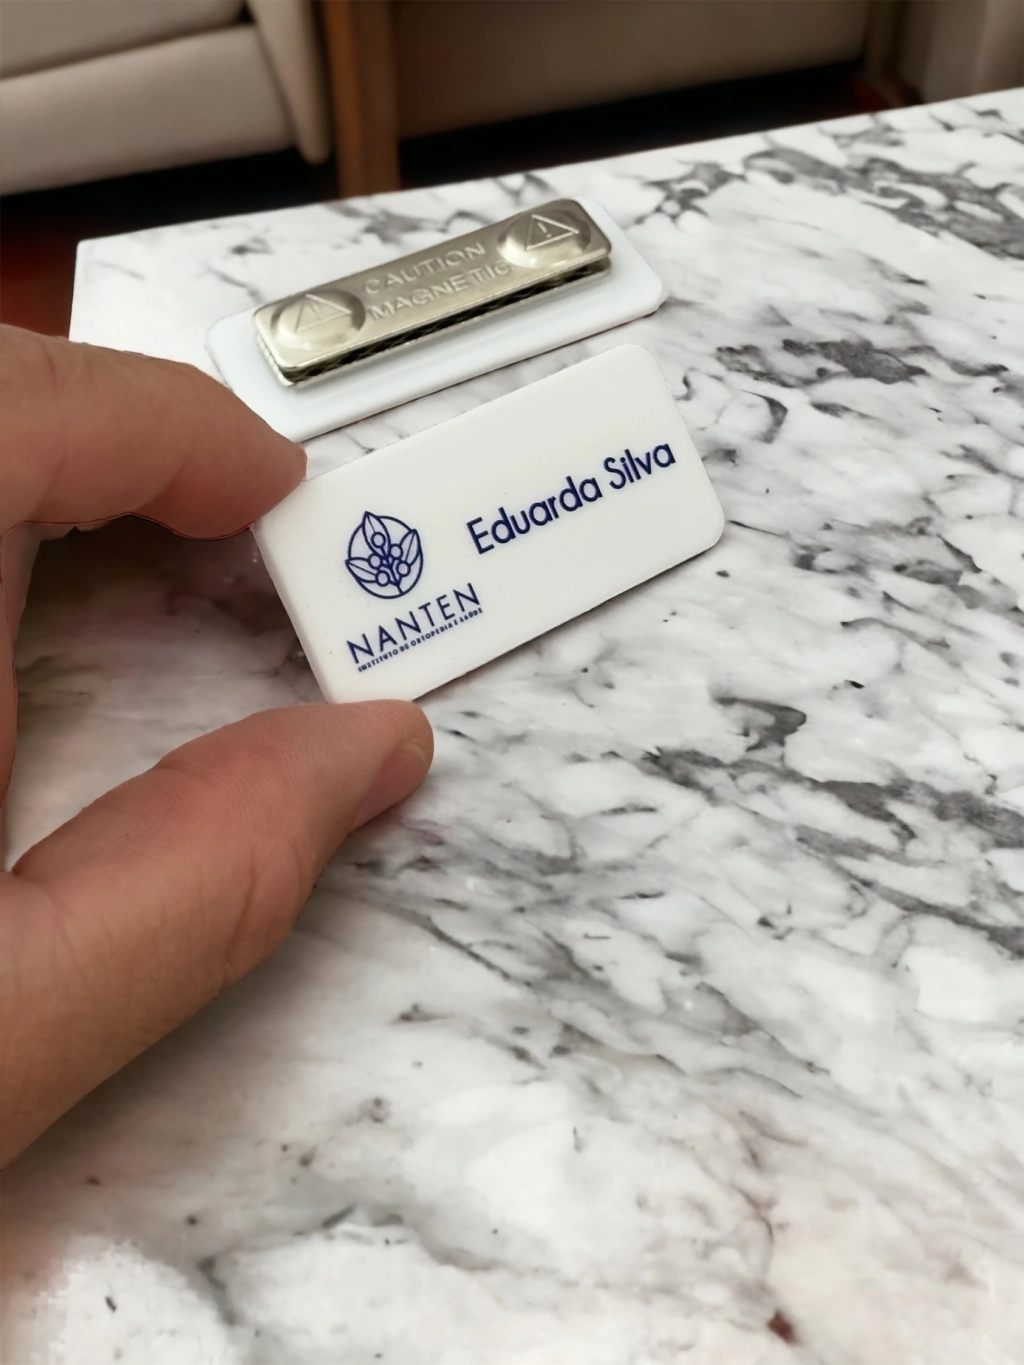 CAUTION
MAGNETIC
Eduarda Silva
NANTEN
INSTITUTO DE ORTOPEDIA E SAÚDE